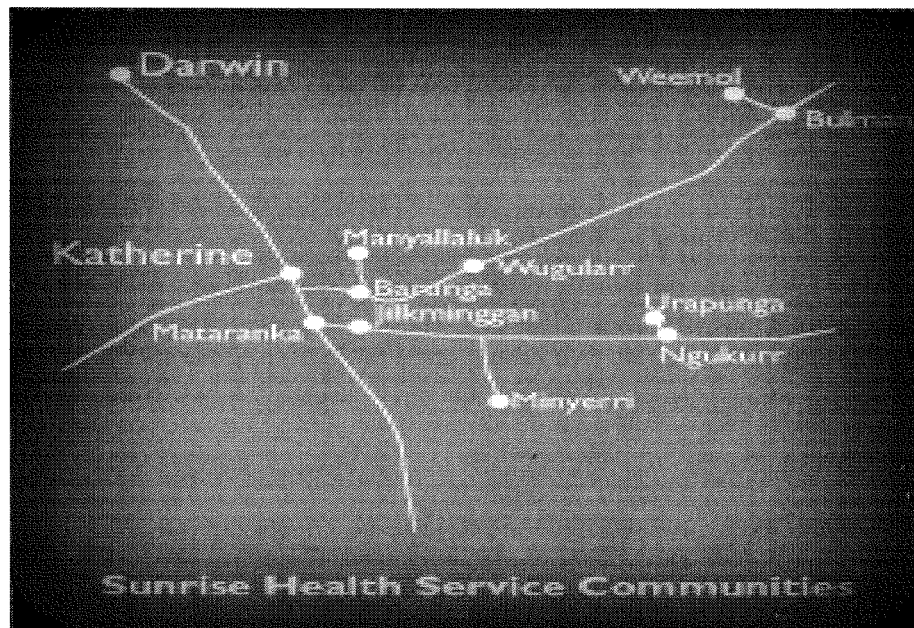 Darwin
Weemol
Bulman
Manyallaluk
Katherine
Wugularr
Barunga
Urapunga
Jilkminggan
Mataranka
Ngukurr
Minyerri
Sunrise Health Service Communities